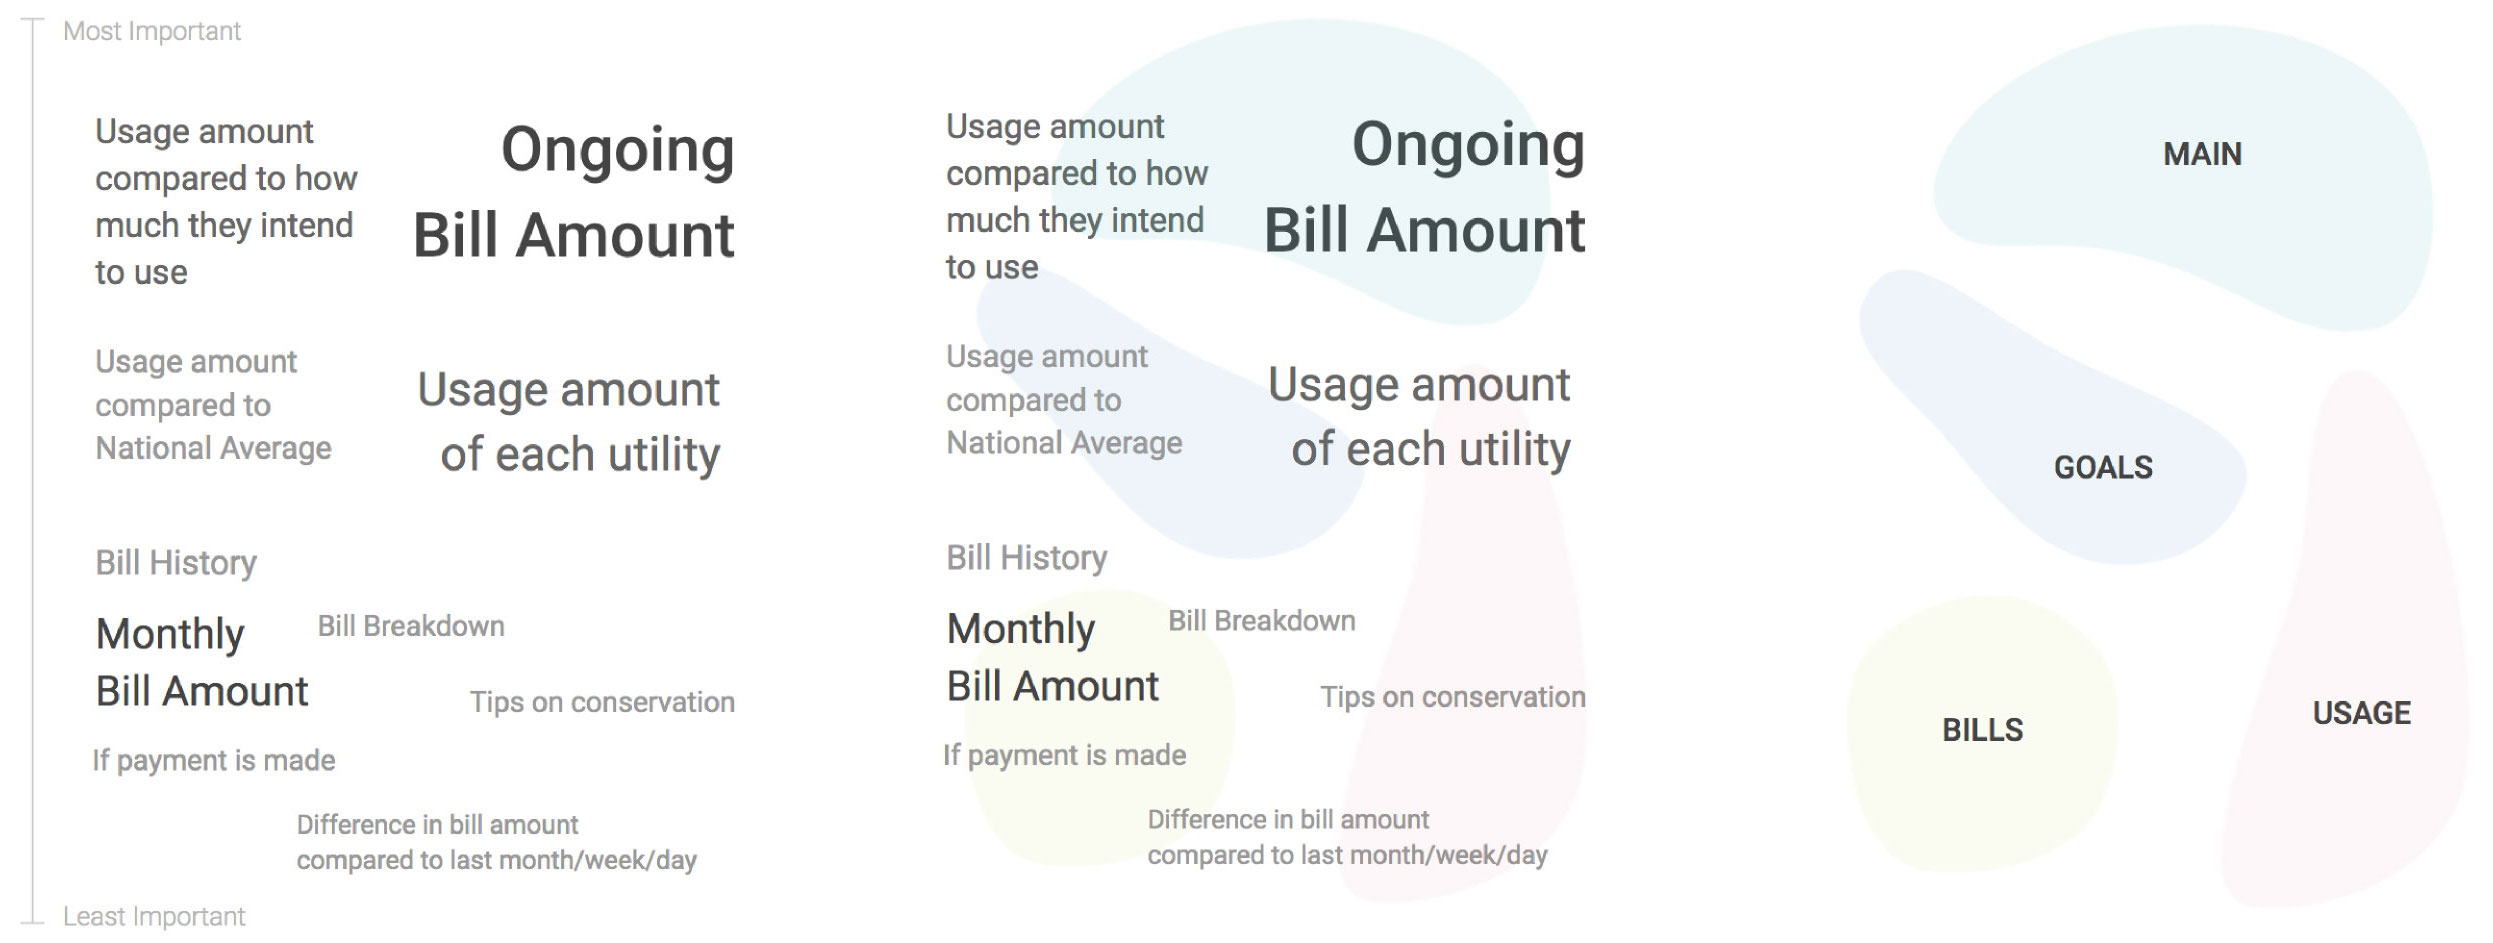 Most Important
Usage amount
compared to how
much they intend
to use
Ongoing
Bill Amount
Usage amount
compared to
National Average
Usage amount
of each utility
Bill History
Monthly
Bill Amount
Bill Breakdown
Tips on conservation
If payment is made
Difference in bill amount
compared to last month/week/day
Least Important
Usage amount
compared to how
much they intend
to use
Ongoing
Bill Amount
Usage amount
compared to
National Average
Usage amount
of each utility
Bill History
Monthly
Bill Amount
Bill Breakdown
Tips on conservation
If payment is made
Difference in bill amount
compared to last month/week/day
MAIN
GOALS
BILLS
USAGE